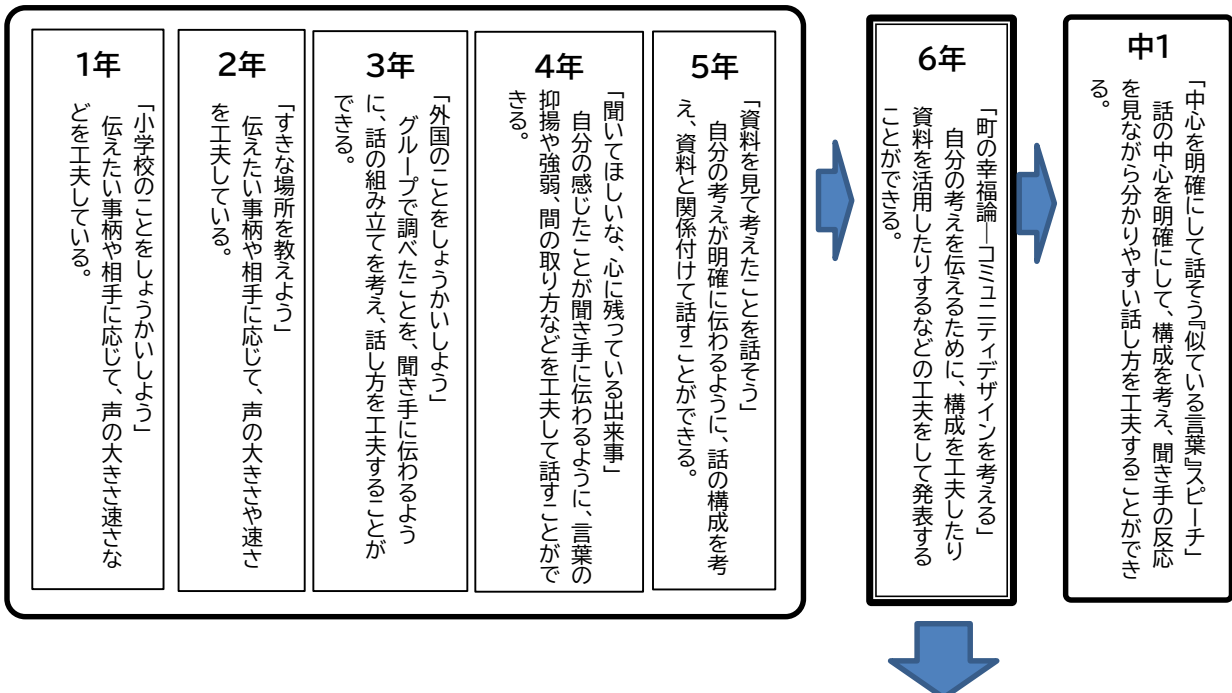 1年
「小学校のことをしょうかいしよう」
伝えたい事柄や相手に応じて、声の大きさ速さな
どを工夫している。
2年
「すきな場所を教えよう」
伝えたい事柄や相手に応じて、声の大きさや速さ
を工夫している。
3年
「外国のことをしょうかいしよう」
グループで調べたことを、聞き手に伝わるよう
に、話の組み立てを考え、話し方を工夫することが
できる。
4年
「聞いてほしいな、心に残っている出来事」
自分の感じたことが聞き手に伝わるように、言葉の
抑揚や強弱、間の取り方などを工夫して話すことがで
きる。
5年
「資料を見て考えたことを話そう」
自分の考えが明確に伝わるように、話の構成を考
え、資料と関係付けて話すことができる。
6年
「町の幸福論―コミュニティデザインを考える」
自分の考えを伝えるために、構成を工夫したり
資料を活用したりするなどの工夫をして発表する
ことができる。
中1
「中心を明確にして話そう『似ている言葉』スピーチ」
話の中心を明確にして、構成を考え、聞き手の反応
を見ながら分かりやすい話し方を工夫することができ
る。